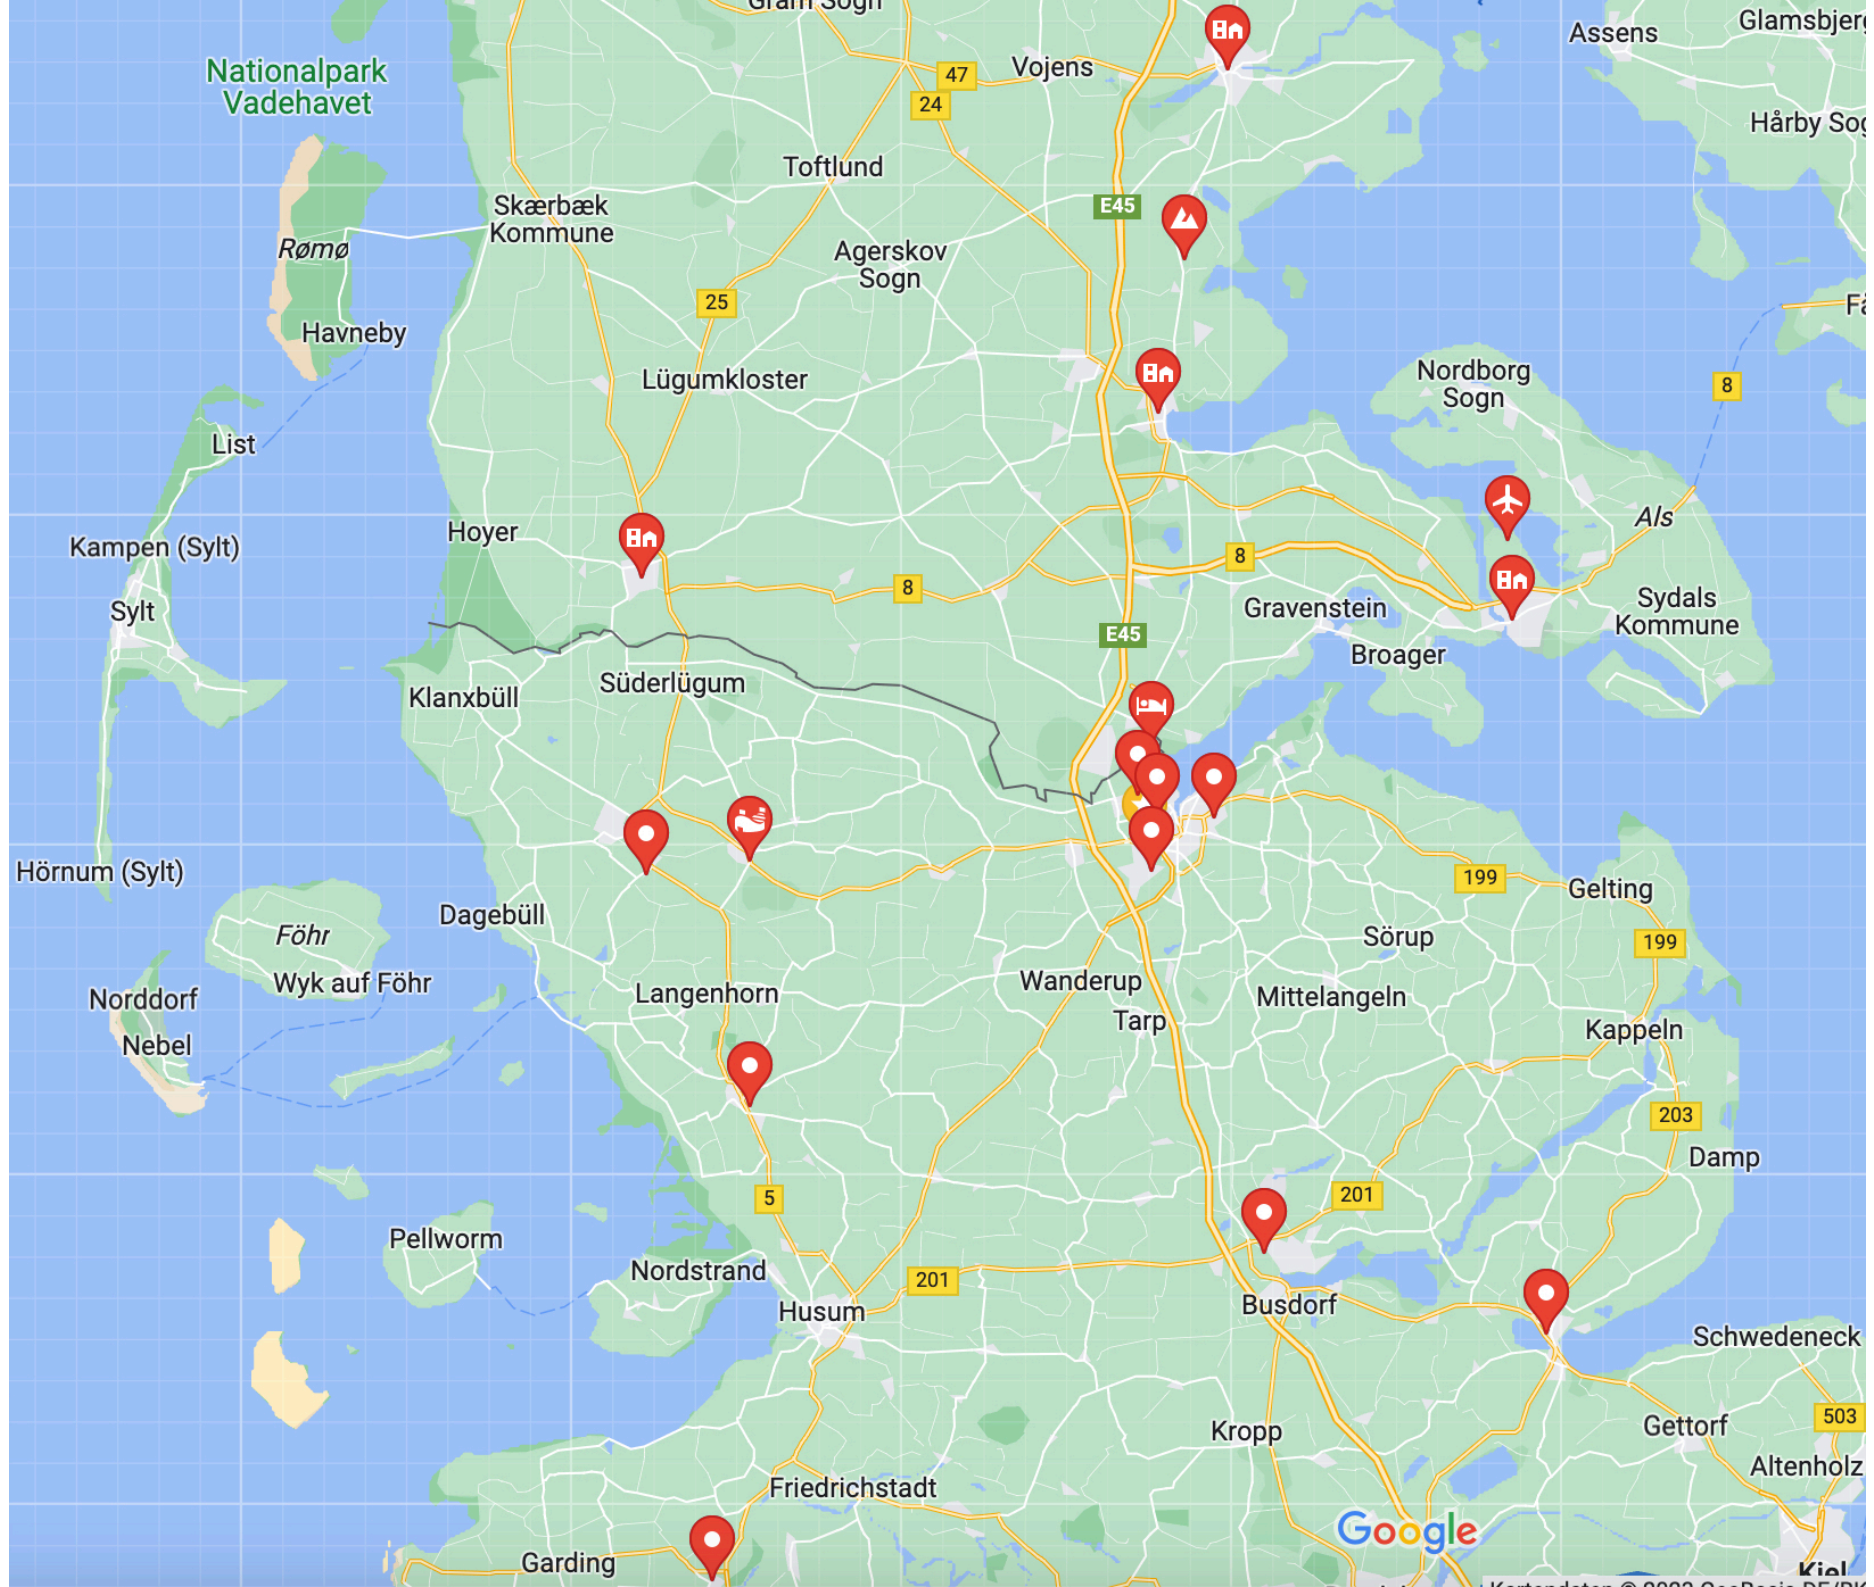 Gram Sogn
Glamsbjerg
Assens
Nationalpark
Vadehavet
47
Vojens
24
Hårby Sog
Toftlund
Skærbæk
Kommune
E45
Rømø
Agerskov
Sogn
25
Få
Havneby
Lügumkloster
Nordborg
Sogn
8
List
Hoyer
Als
Kampen (Sylt)
8
8
Sylt
Gravenstein
Sydals
Kommune
E45
Broager
Süderlügum
Klanxbüll
Hörnum (Sylt)
199
Gelting
Dagebüll
Föhr
Sörup
199
Wyk auf Föhr
Wanderup
Norddorf
Langenhorn
Mittelangeln
Tarp
Kappeln
Nebel
203
Damp
5
201
Pellworm
Nordstrand
201
Husum
Busdorf
Schwedeneck
503
Kropp
Gettorf
Altenholz
Friedrichstadt
Google
Garding
Kiel